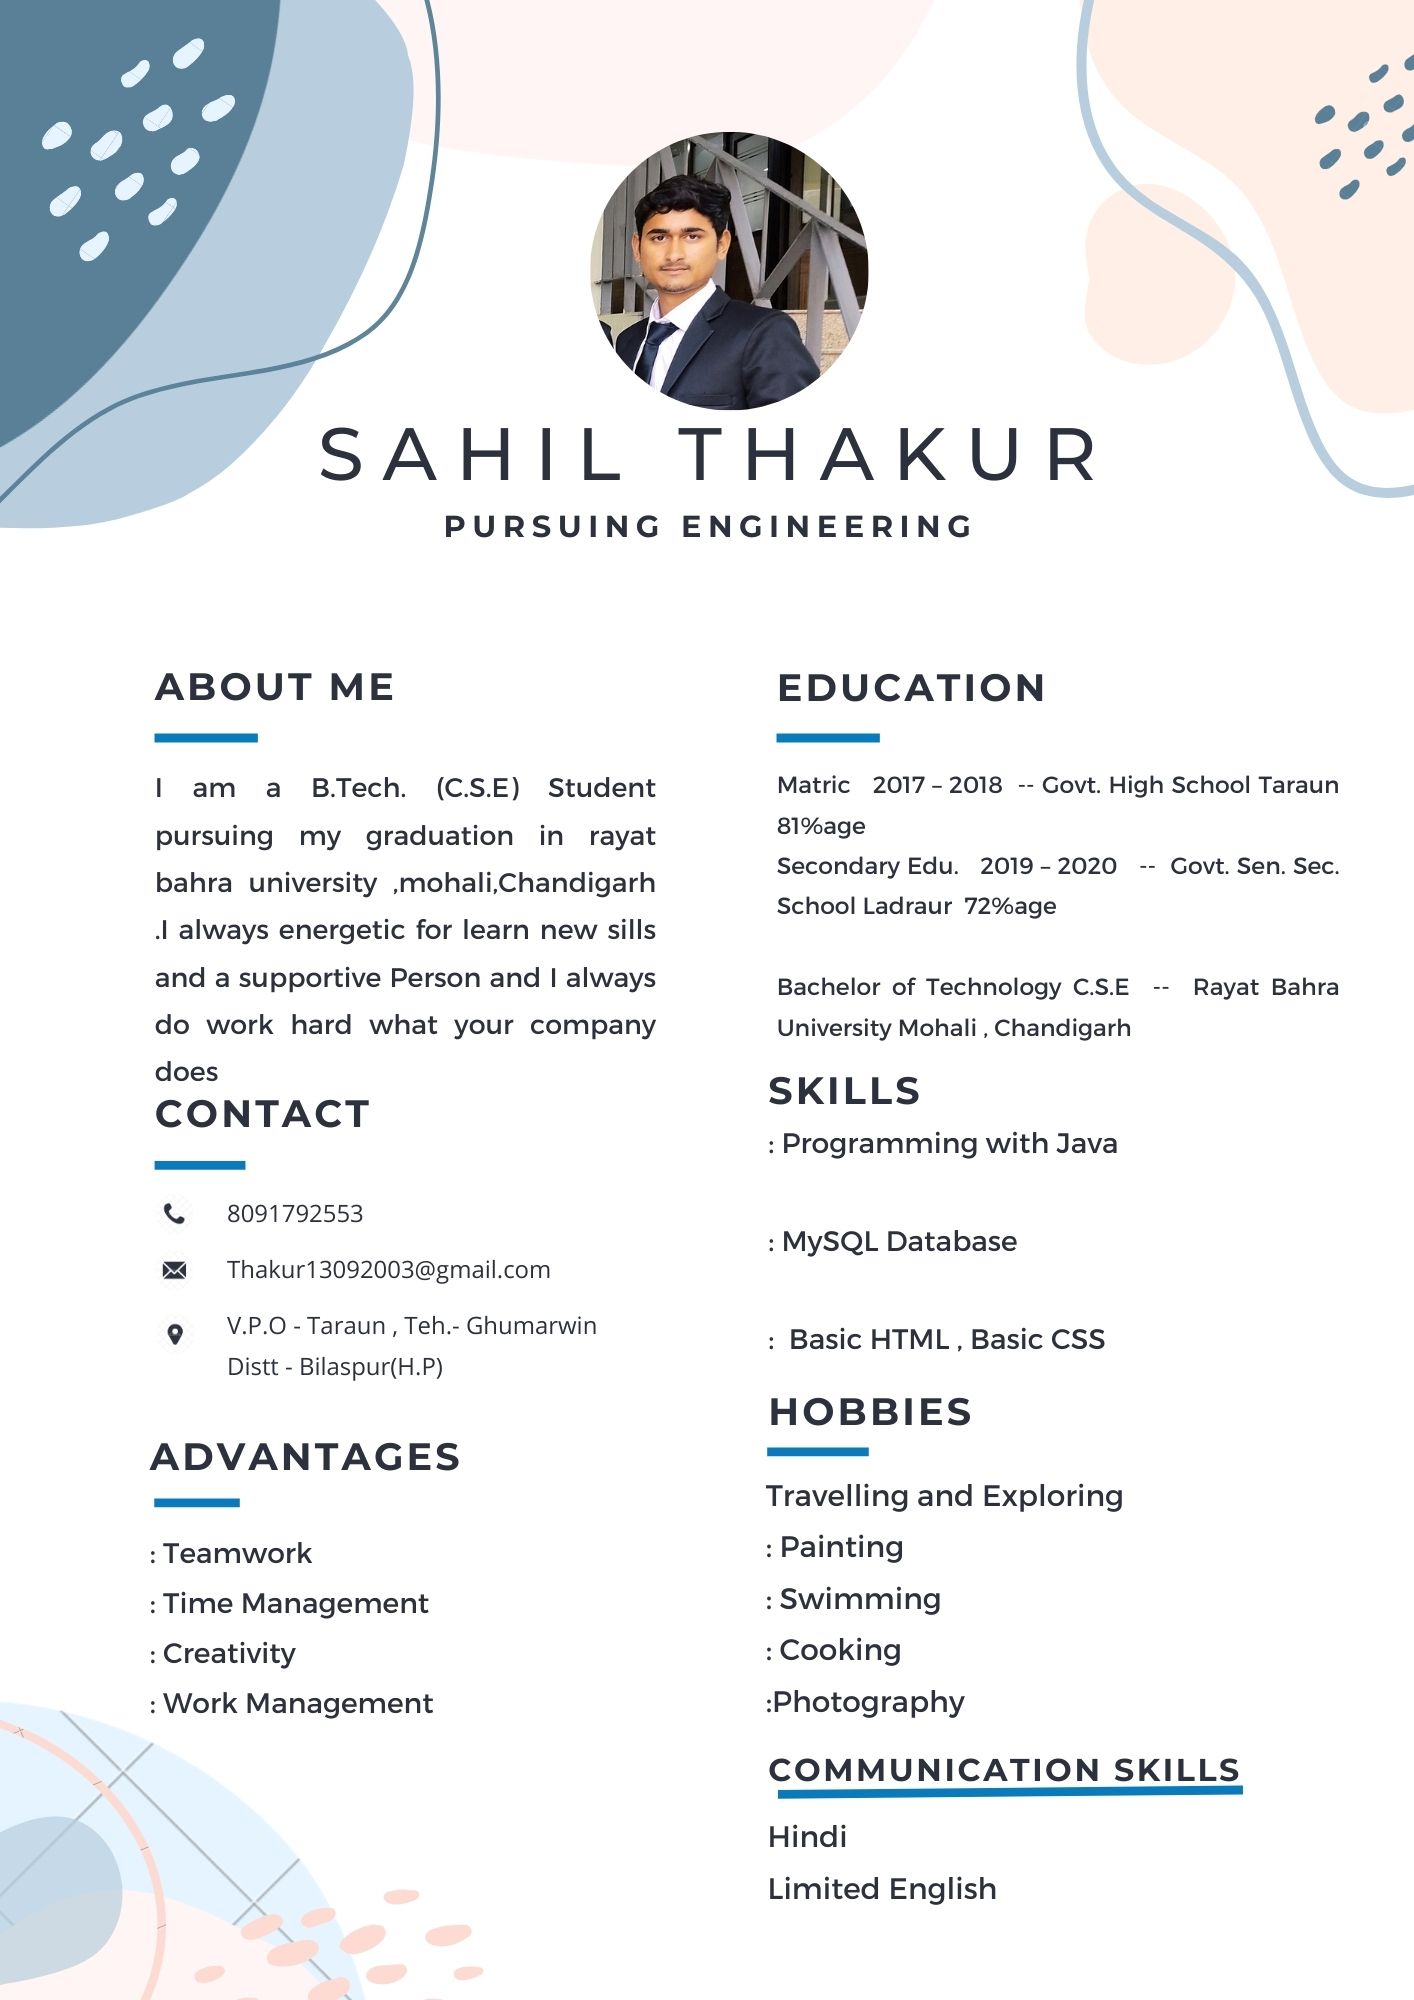 SAHIL THAKUR
PURSUING ENGINEERING
ABOUT ME
I am a B.Tech. (C.S.E) Student
pursuing my graduation in rayat
bahra university ,mohali,Chandigarh
.I always energetic for learn new sills
and a supportive Person and I always
do work hard what your company
does
CONTACT
8091792553
Thakur13092003@gmail.com
V.P.O - Taraun , Teh.- Ghumarwin
Distt - Bilaspur(H.P)
ADVANTAGES
: Teamwork
: Time Management
: Creativity
: Work Management
EDUCATION
Matric 2017 – 2018 -- Govt. High School Taraun
81%age
Secondary Edu. 2019 – 2020 -- Govt. Sen. Sec.
School Ladraur 72%age
Bachelor of Technology C.S.E -- Rayat Bahra
University Mohali , Chandigarh
SKILLS
: Programming with Java
: MySQL Database
: Basic HTML , Basic CSS
HOBBIES
Travelling and Exploring
: Painting
: Swimming
: Cooking
:Photography
COMMUNICATION SKILLS
Hindi
Limited English